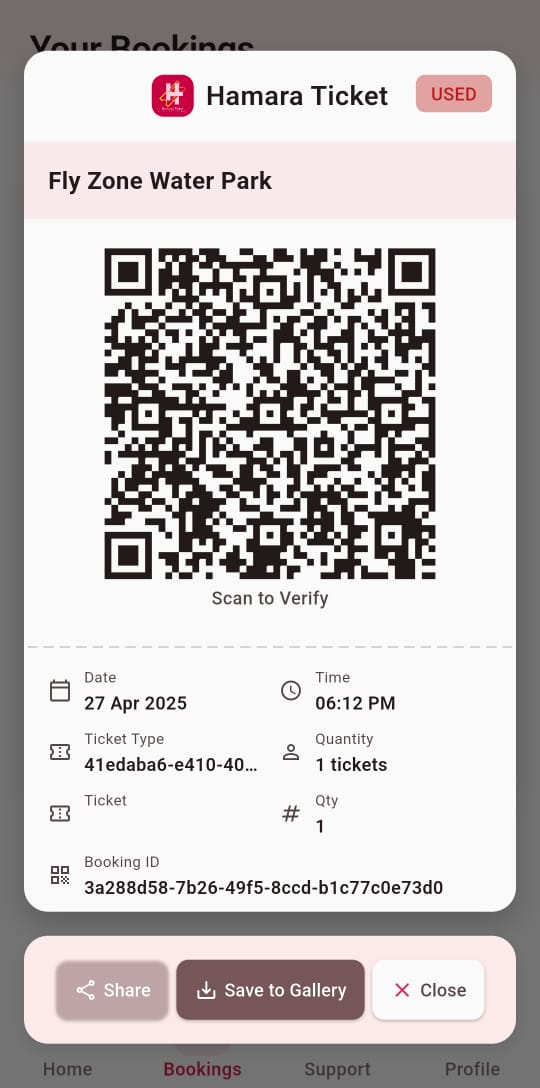 Your Bookings
Hamara Ticket
USED
Fly Zone Water Park
Scan to Verify
Date
27 Apr 2025
Time
06:12 PM
Ticket Type
41edaba6-e410-40...
Quantity
1 tickets
Ticket
Qty
1
Booking ID
3a288d58-7b26-49f5-8ccd-b1c77c0e73d0
Share
Save to Gallery
Close
Home
Bookings
Support
Profile